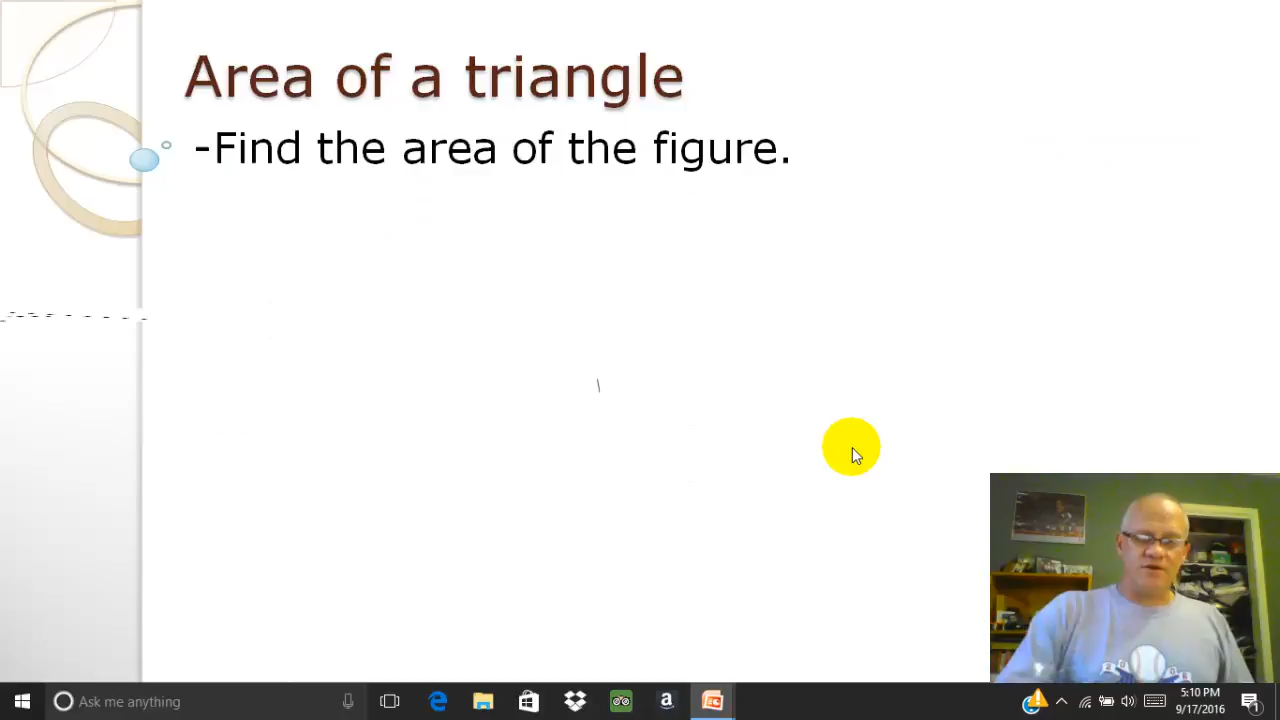 Area of a triangle
-Find the area of the figure.
Ask me anything
5:10 PM
9/17/2016